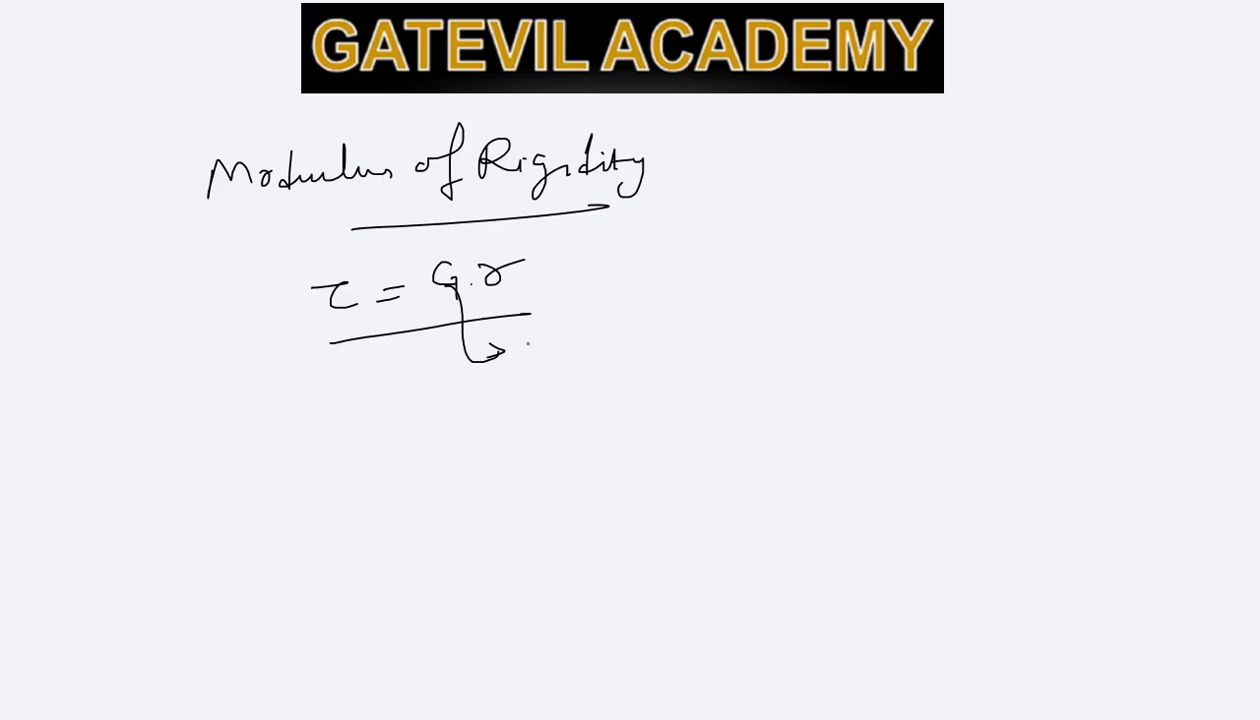 GATEVIL ACADEMY
Modulus of Rigidity
τ = G.γ